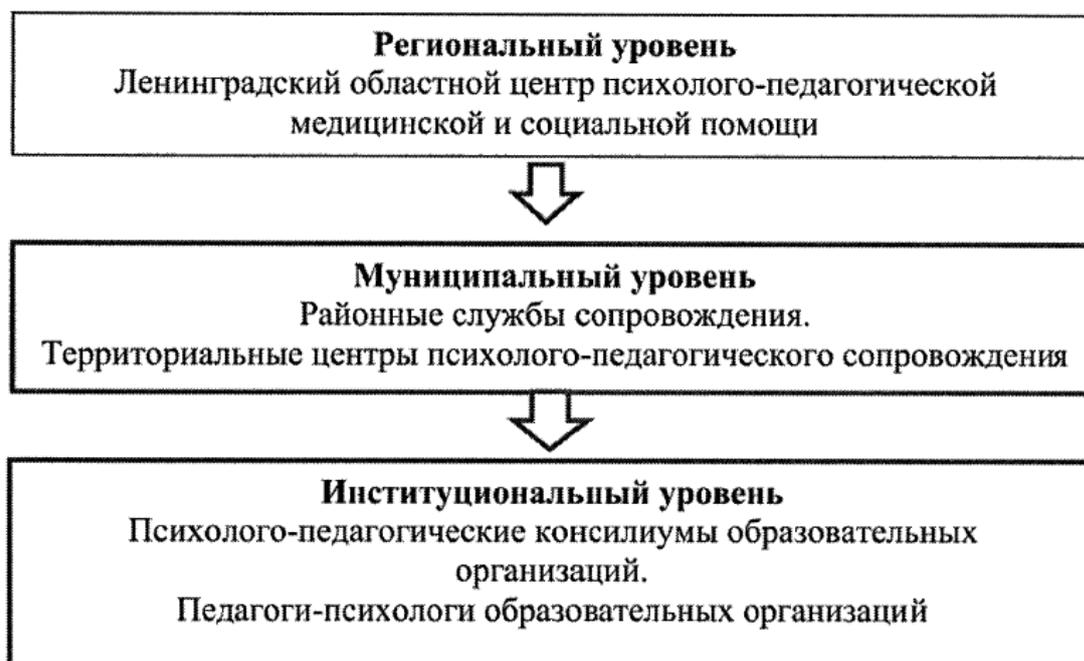 Региональный уровень
Ленинградский областной центр психолого-педагогической
медицинской и социальной помощи
Муниципальный уровень
Районные службы сопровождения.
Территориальные центры психолого-педагогического сопровождения
Институциональный уровень
Психолого-педагогические консилиумы образовательных
организаций.
Педагоги-психологи образовательных организаций